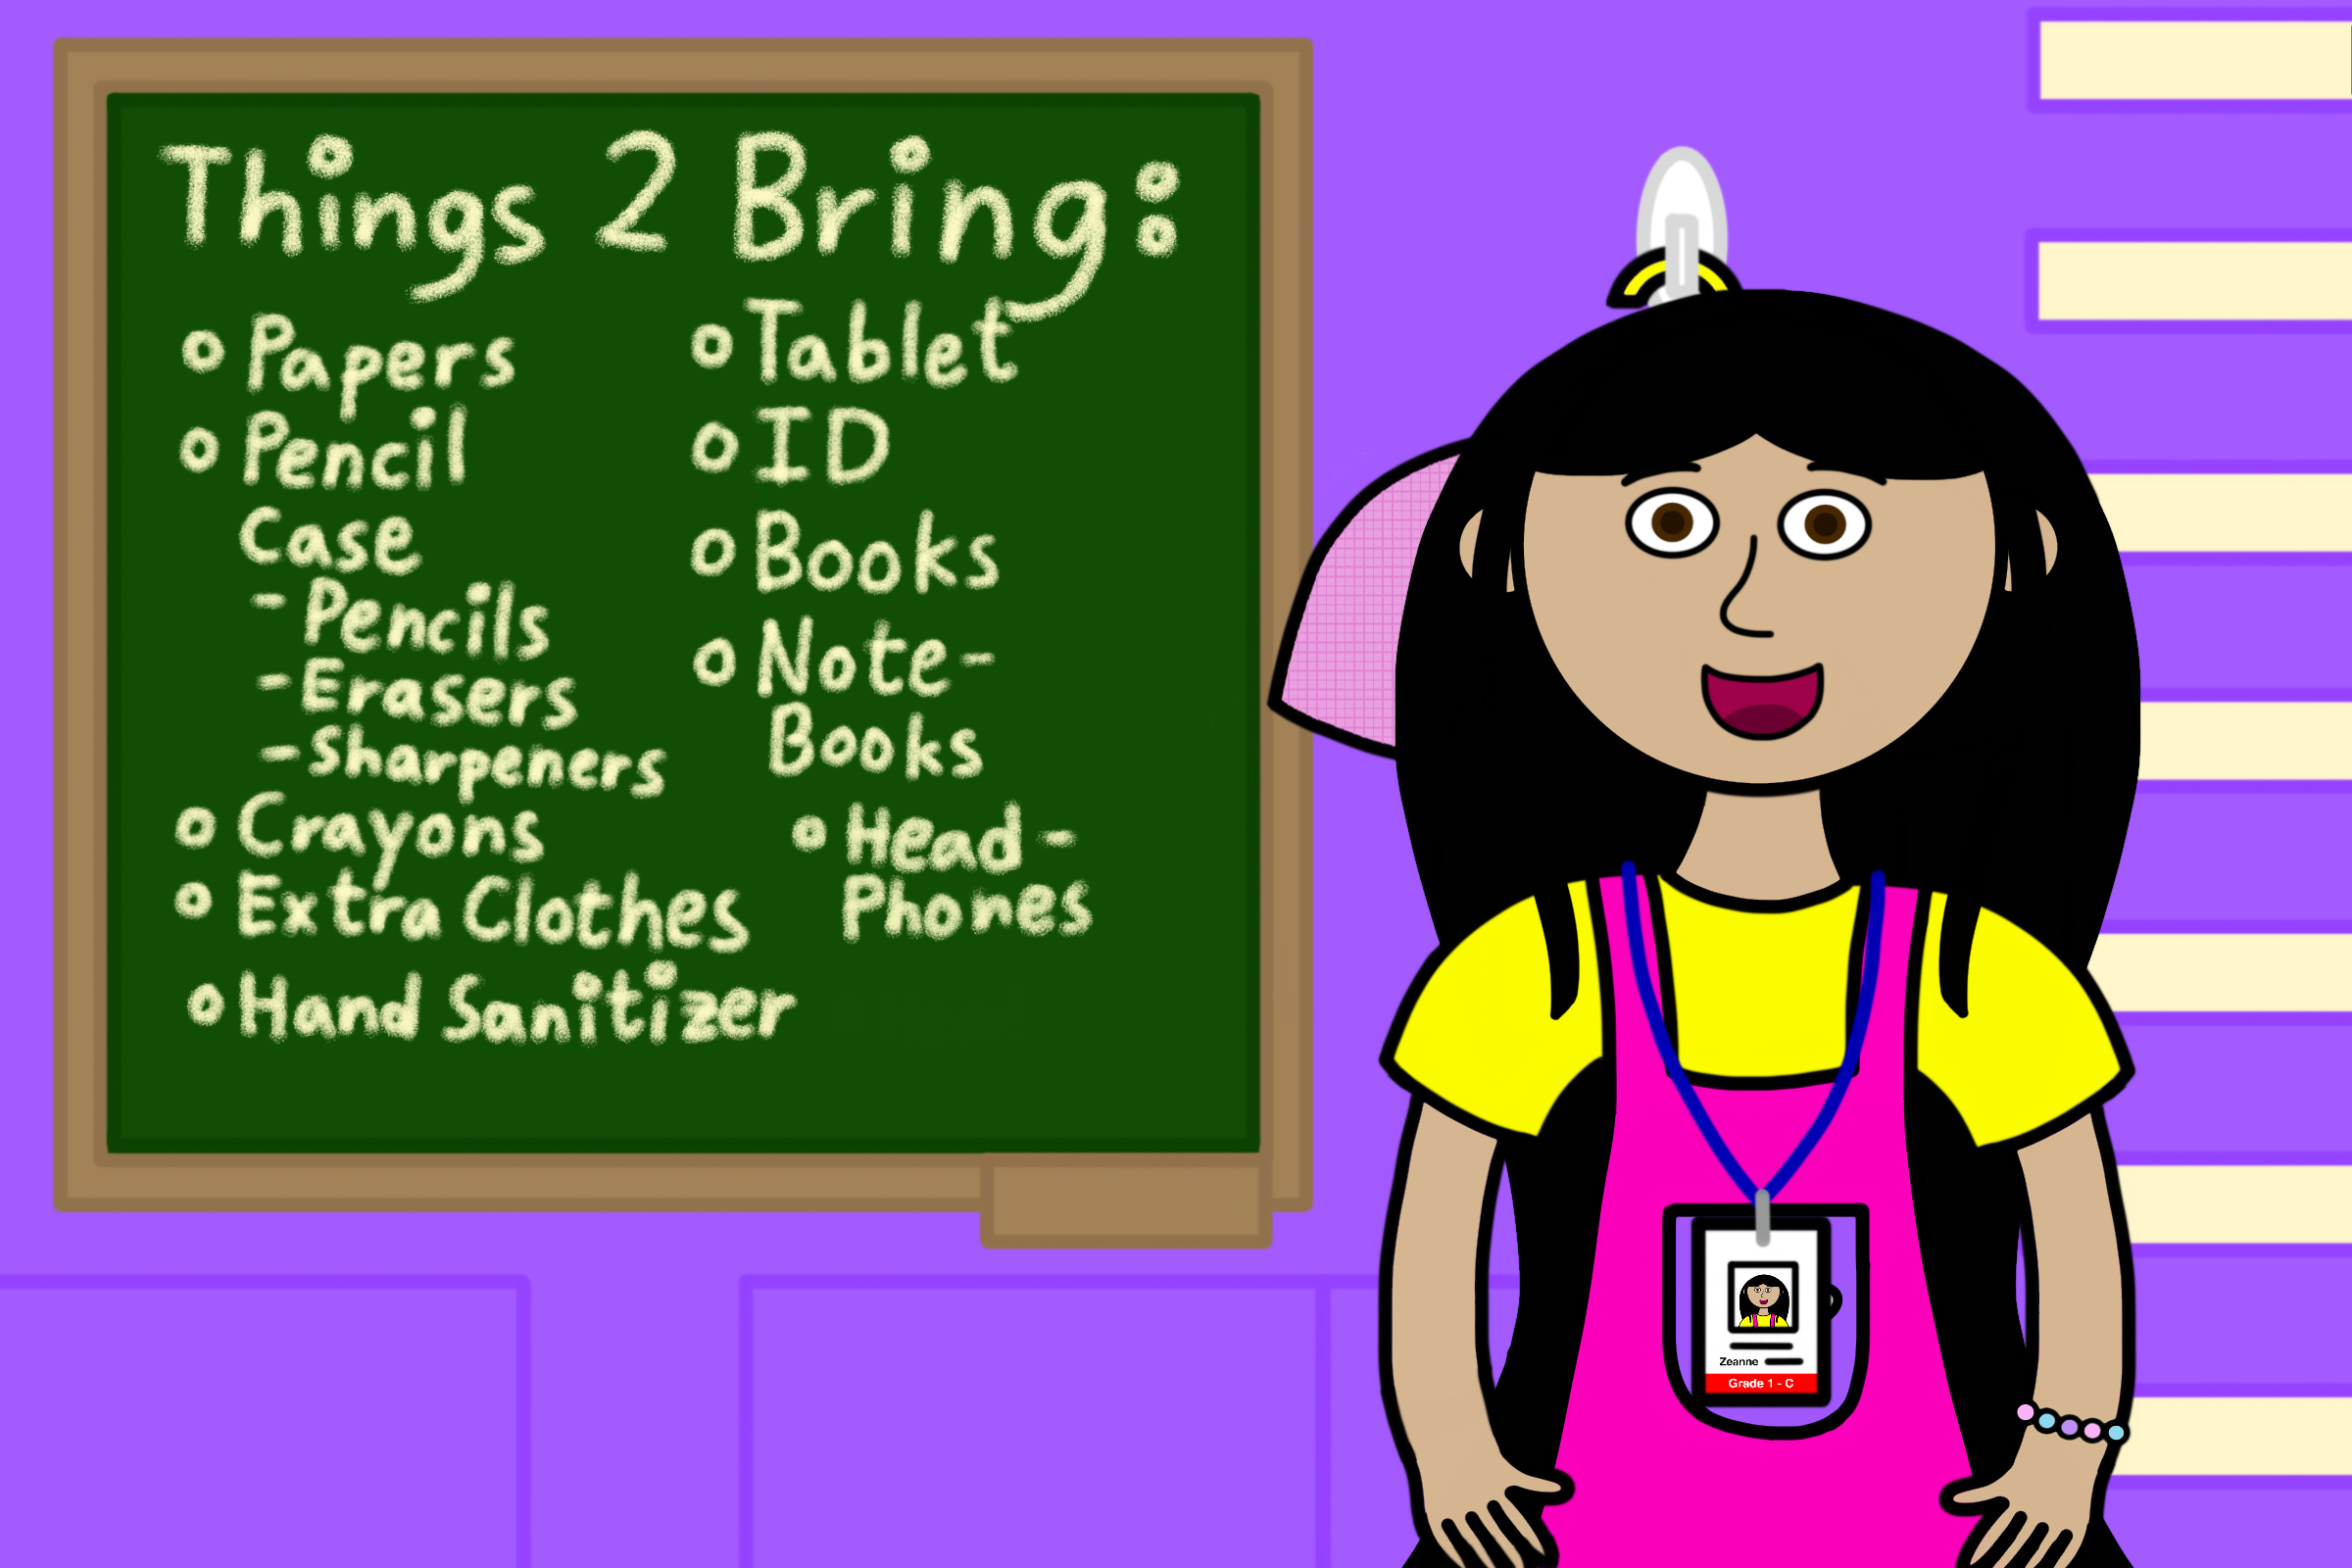 Things 2 Bring:
○ Papers
○ Pencil
Case
- Pencils
- Erasers
- Sharpeners
○ Crayons
○ Extra Clothes
○ Hand Sanitizer
○ Tablet
○ ID
○ Books
○ Note-
Books
○ Head-
Phones
Zeanne
Grade 1 - C